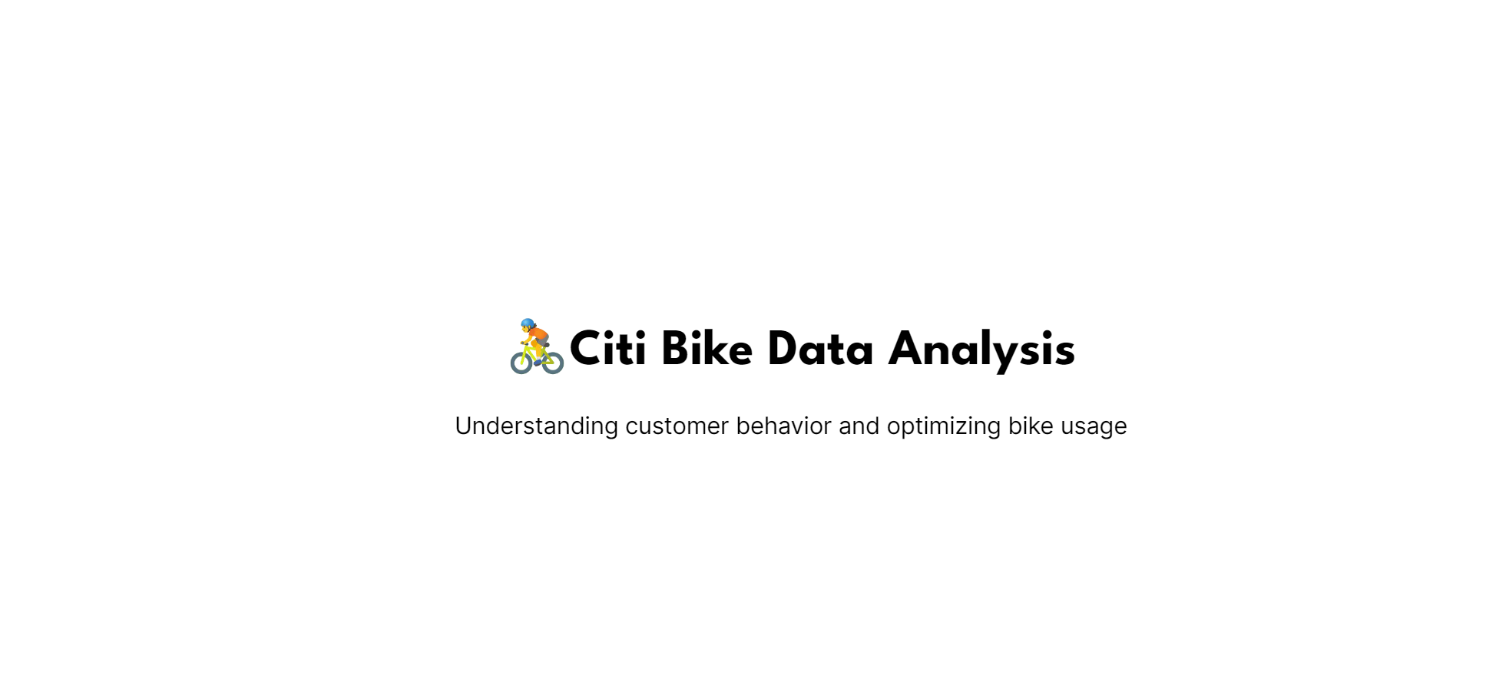 🚴Citi Bike Data Analysis
Understanding customer behavior and optimizing bike usage